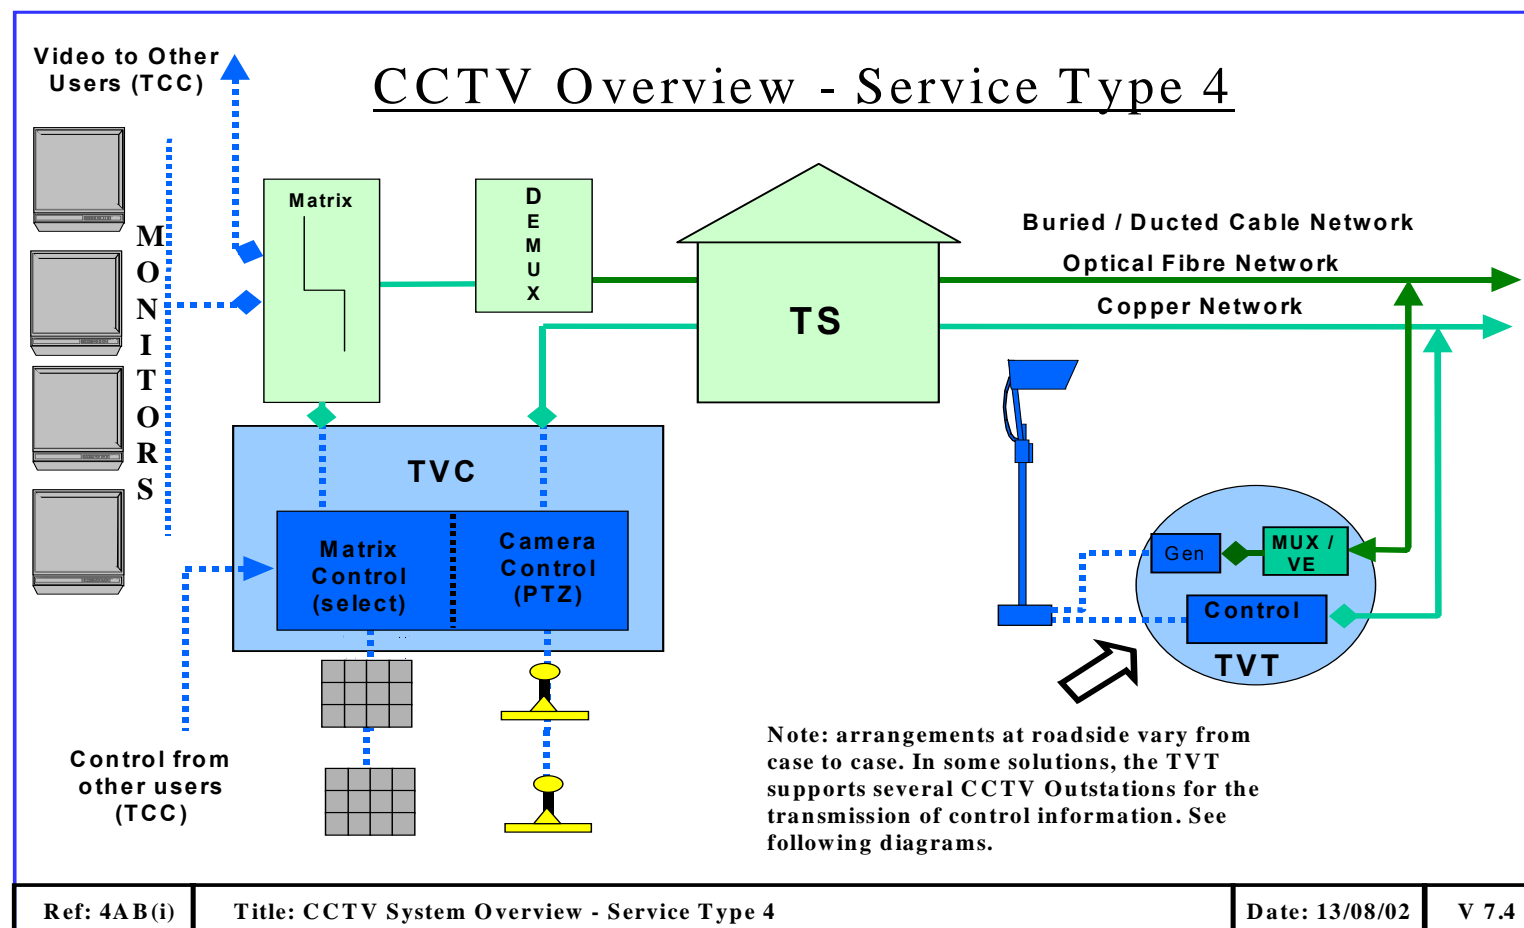 Video to Other
Users (TCC)
CCTV Overview - Service Type 4
MONITORS
Matrix
DEMUX
TS
Buried / Ducted Cable Network
Optical Fibre Network
Copper Network
TVC
Matrix
Control
(select)
Camera
Control
(PTZ)
Gen
MUX /
VE
Control
TVT
Control from
other users
(TCC)
Note: arrangements at roadside vary from
case to case. In some solutions, the TVT
supports several CCTV Outstations for the
transmission of control information. See
following diagrams.
Ref: 4AB(i)
Title: CCTV System Overview - Service Type 4
Date: 13/08/02
V 7.4